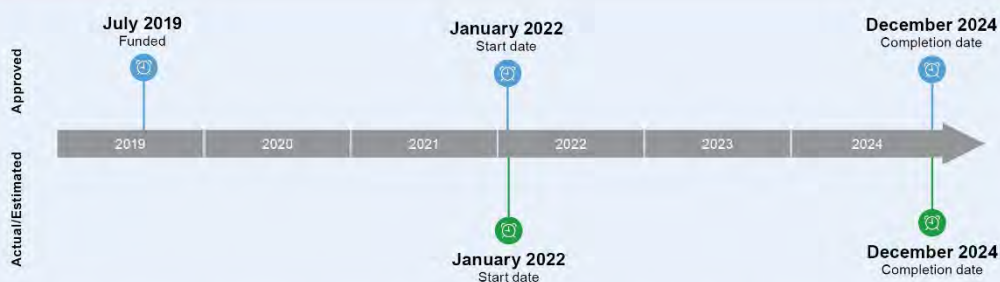 July 2019
Funded
January 2022
Start date
December 2024
Completion date
Approved
2019
2020
2021
2022
2023
2024
Actual/Estimated
January 2022
Start date
December 2024
Completion date